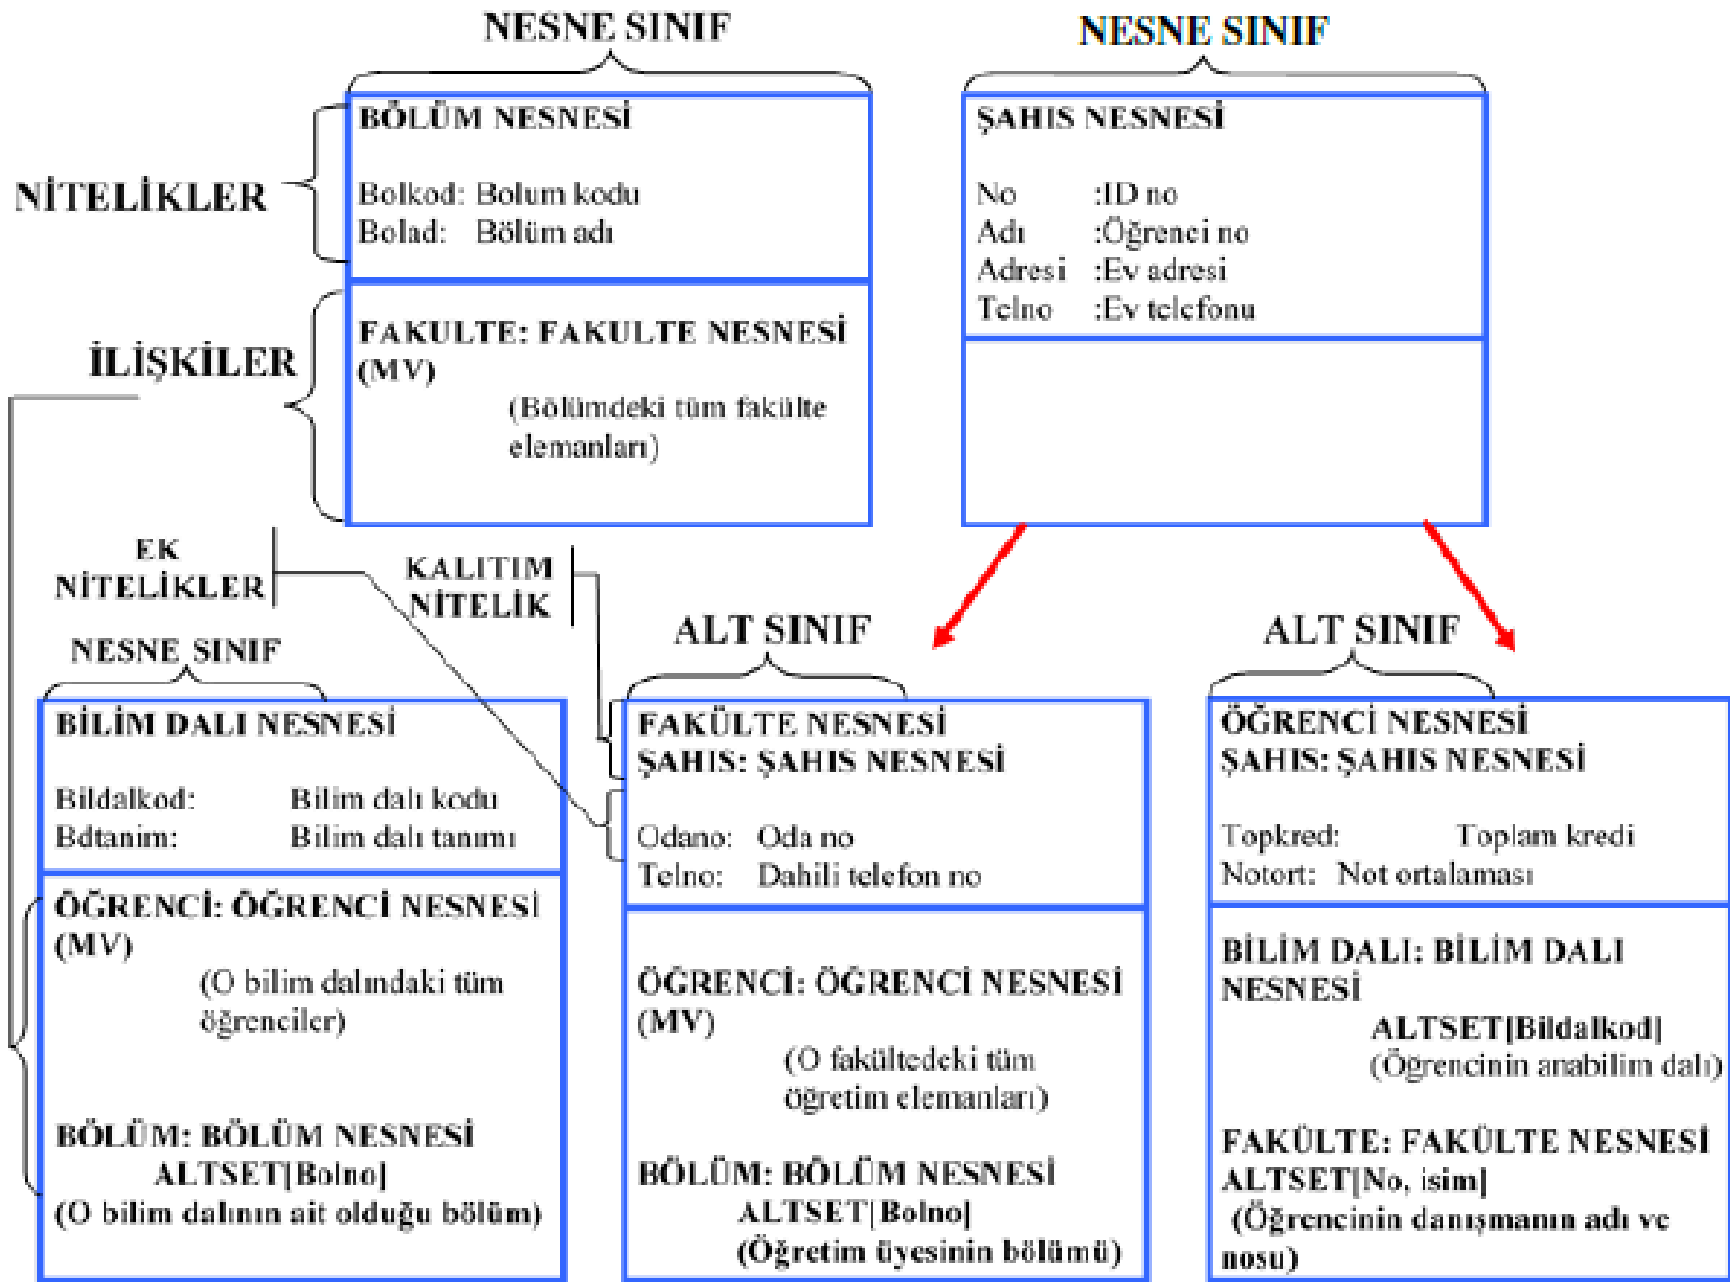 NESNE SINIF
BÖLÜM NESNESİ
Bolkod: Bolum kodu
Bolad: Bölüm adı
NİTELİKLER
FAKULTE: FAKULTE NESNESİ
(MV)
(Bölümdeki tüm fakülte
elemanları)
İLİŞKİLER
NESNE SINIF
ŞAHIS NESNESİ
No :ID no
Adı :Öğrenci no
Adresi :Ev adresi
Telno :Ev telefonu
EK
NİTELİKLER
KALITIM
NİTELİK
NESNE SINIF
BİLİM DALI NESNESİ
Bildalkod: Bilim dalı kodu
Bdtanim: Bilim dalı tanımı
ÖĞRENCİ: ÖĞRENCİ NESNESİ
(MV)
(O bilim dalındaki tüm
öğrenciler)
BÖLÜM: BÖLÜM NESNESİ
ALTSET[Bolno]
(O bilim dalının ait olduğu bölüm)
ALT SINIF
FAKÜLTE NESNESİ
ŞAHIS: ŞAHIS NESNESİ
Odano: Oda no
Telno: Dahili telefon no
ÖĞRENCİ: ÖĞRENCİ NESNESİ
(MV)
(O fakültedeki tüm
öğretim elemanları)
BÖLÜM: BÖLÜM NESNESİ
ALTSET[Bolno]
(Öğretim üyesinin bölümü)
ALT SINIF
ÖĞRENCİ NESNESİ
ŞAHIS: ŞAHIS NESNESİ
Topkred: Toplam kredi
Notort: Not ortalaması
BİLİM DALI: BİLİM DALI
NESNESİ
ALTSET[Bildalkod]
(Öğrencinin anabilim dalı)
FAKÜLTE: FAKÜLTE NESNESİ
ALTSET[No, isim]
(Öğrencinin danışmanın adı ve
nosu)